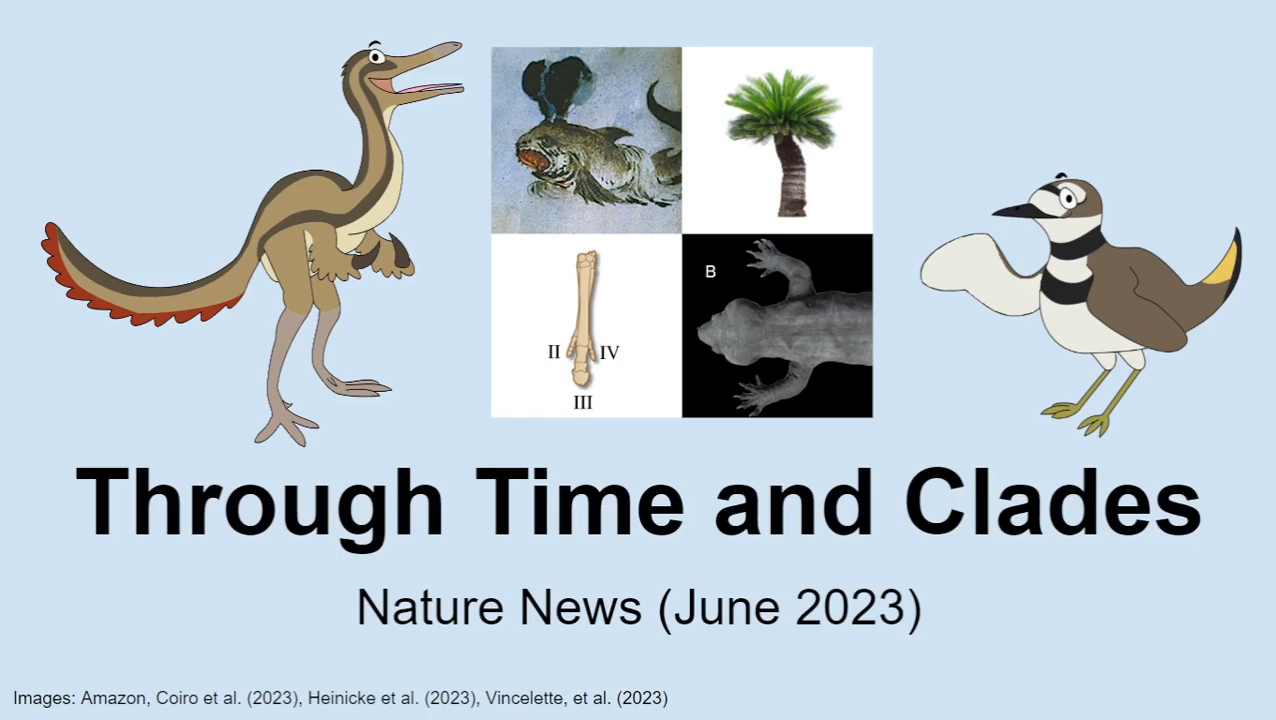 B
II IV
III
Through Time and Clades
Nature News (June 2023)
Images: Amazon, Coiro et al. (2023), Heinicke et al. (2023), Vincelette, et al. (2023)